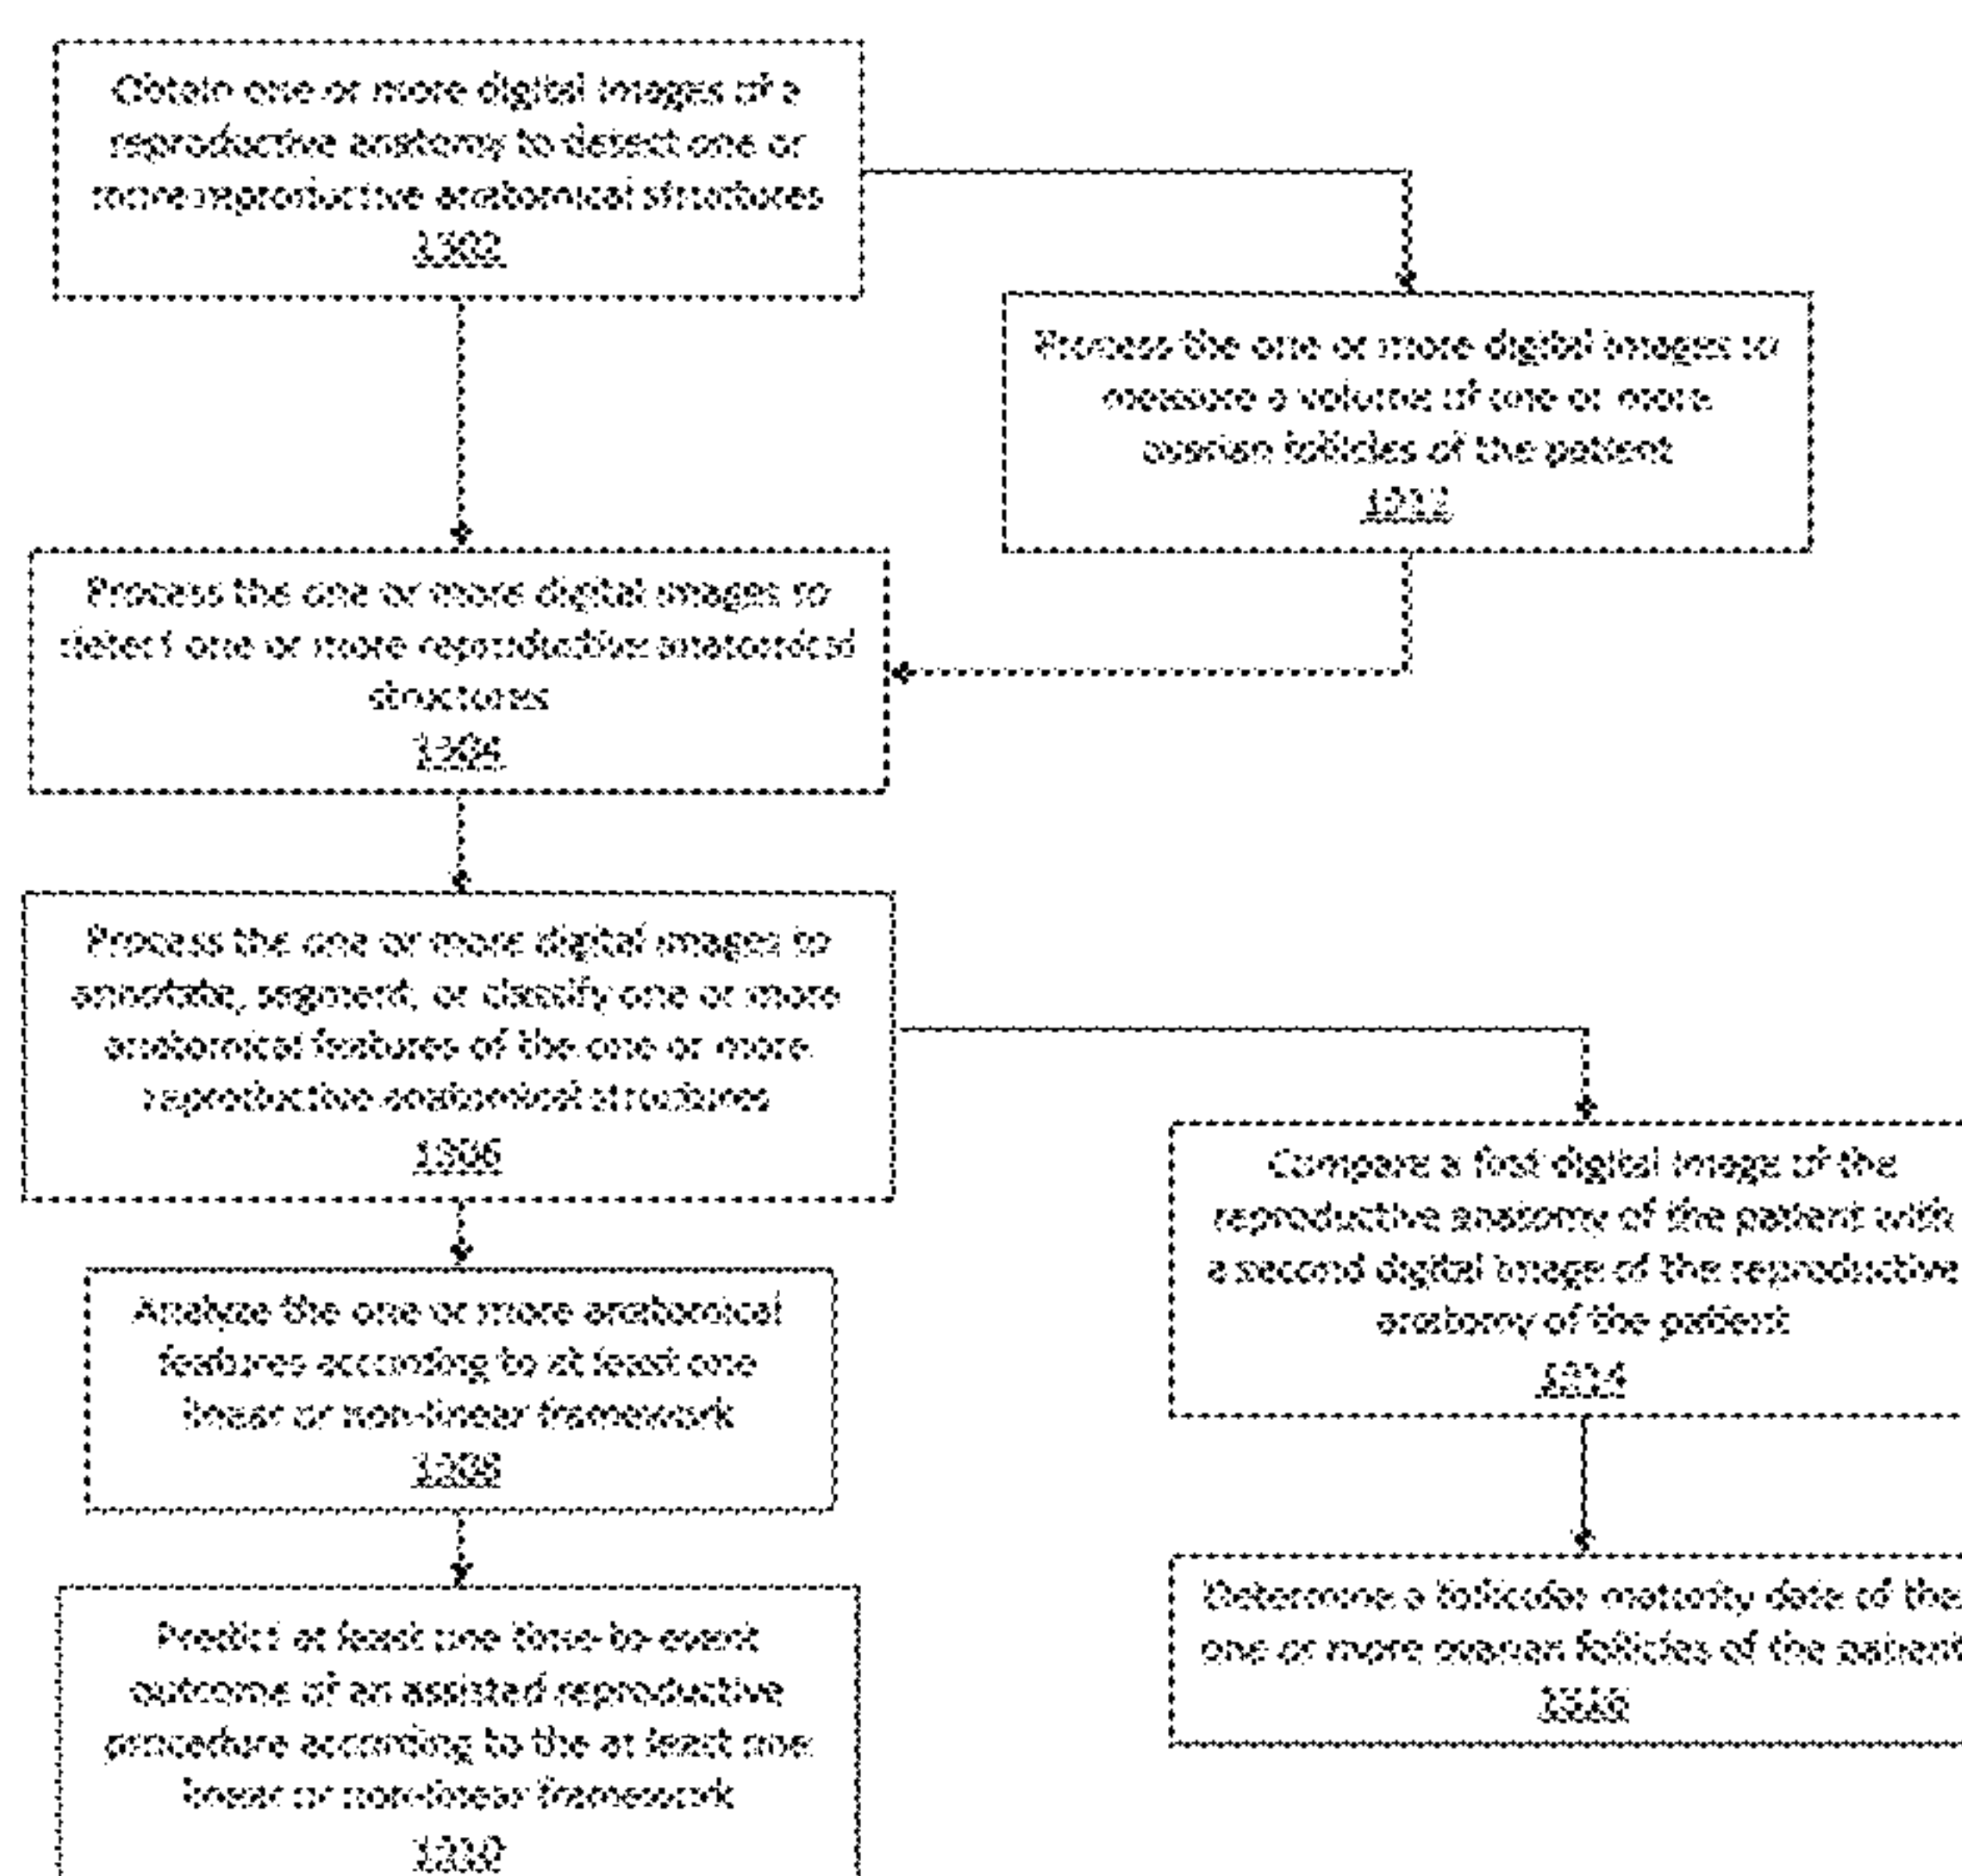 Obtain one or more digital images of a
reproductive anatomy to detect one or
more reproductive anatomical structures
1302
Process the one or more digital images to
measure a volume of one or more
ovarian follicles of the patient
Process the one or more digital images to
detect one or more reproductive anatomical
structures
Process the one or more digital images to
annotate, segment, or classify one or more
anatomical features of the one or more
reproductive anatomical structures
1306
Compare a first digital image of the
reproductive anatomy of the patient with
a second digital image of the reproductive
anatomy of the patient
Analyze the one or more anatomical
features according to at least one
linear or non-linear framework
Determine a follicular maturity date of the
one or more ovarian follicles of the patient
Predict at least one time-to-event
outcome of an assisted reproductive
procedure according to the at least one
linear or non-linear framework